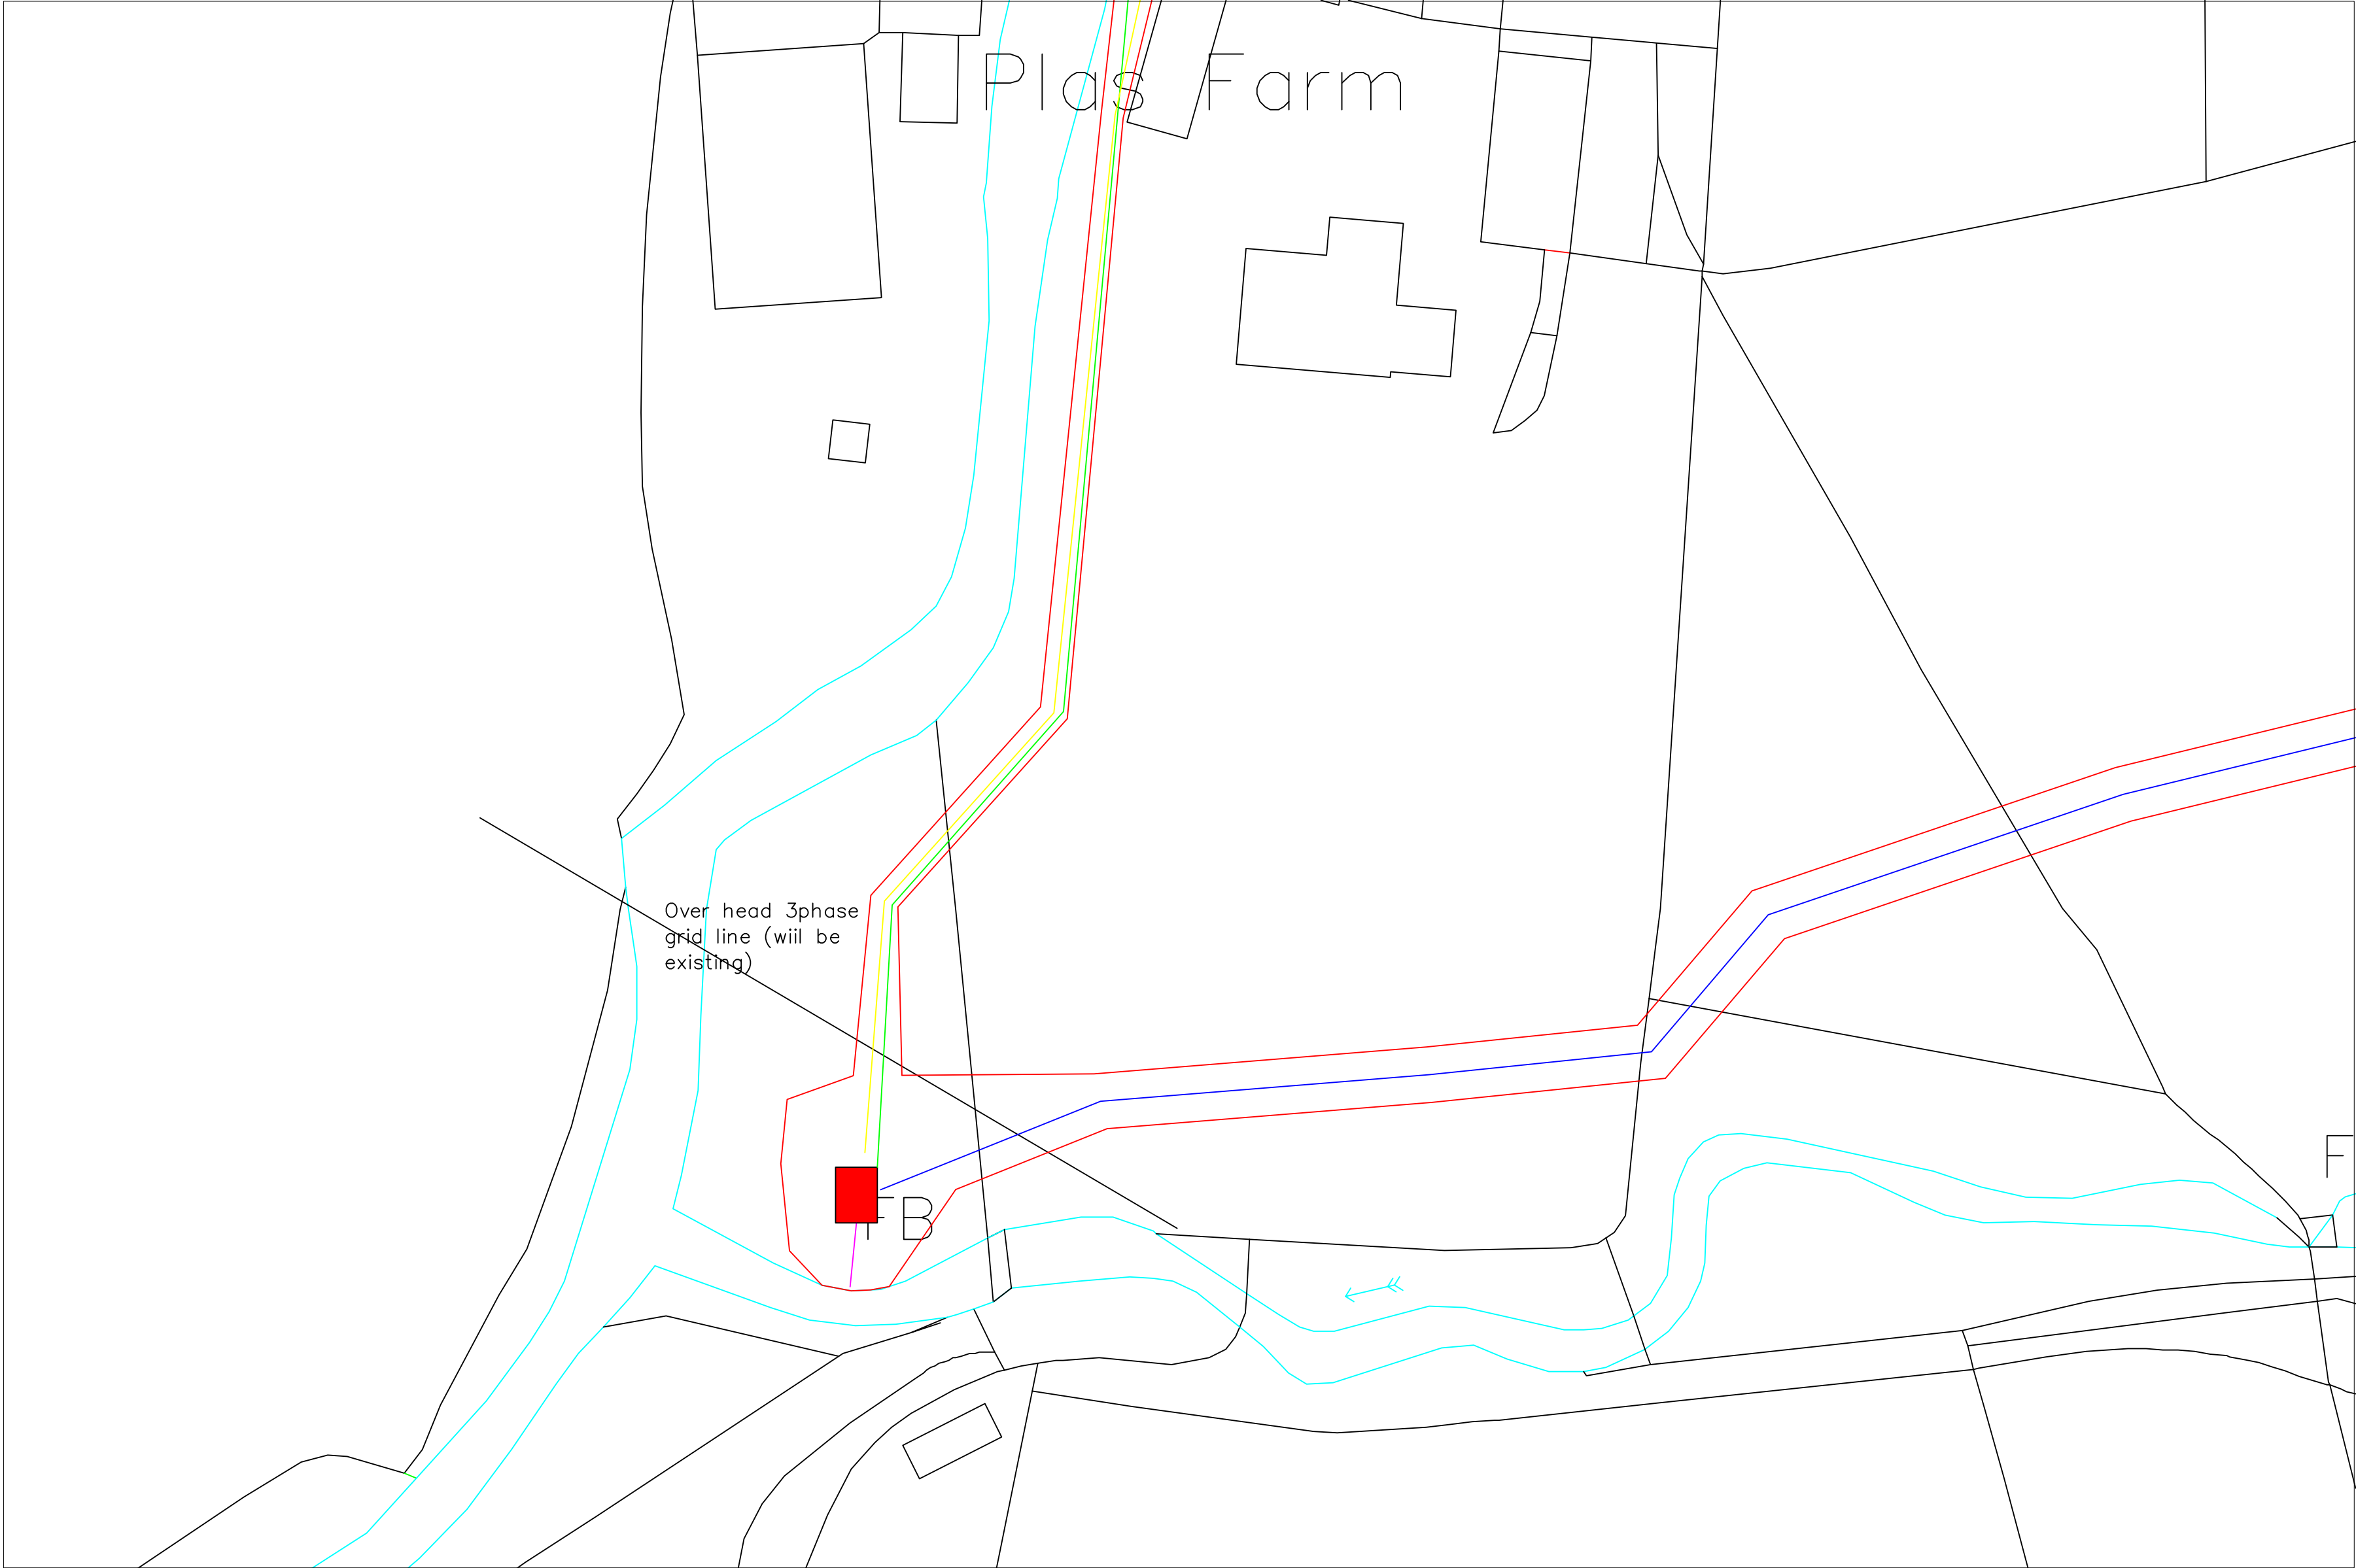 Plas Farm
Over head 3phase
grid line (wiil be
existing)
FB
F